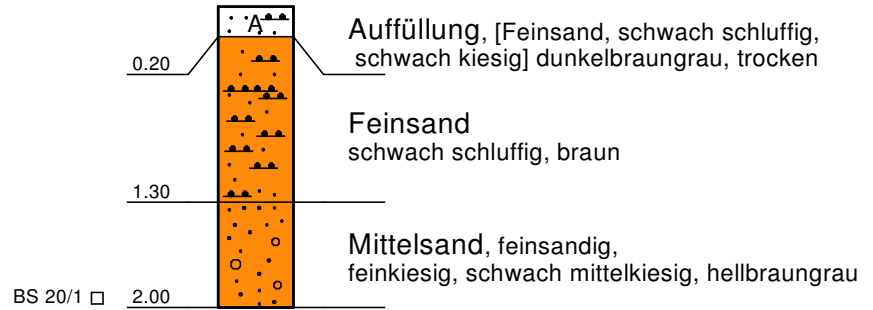 A
Auffüllung, [Feinsand, schwach schluffig,
schwach kiesig] dunkelbraungrau, trocken
0.20
Feinsand
schwach schluffig, braun
1.30
Mittelsand, feinsandig,
feinkiesig, schwach mittelkiesig, hellbraungrau
BS 20/1 2.00